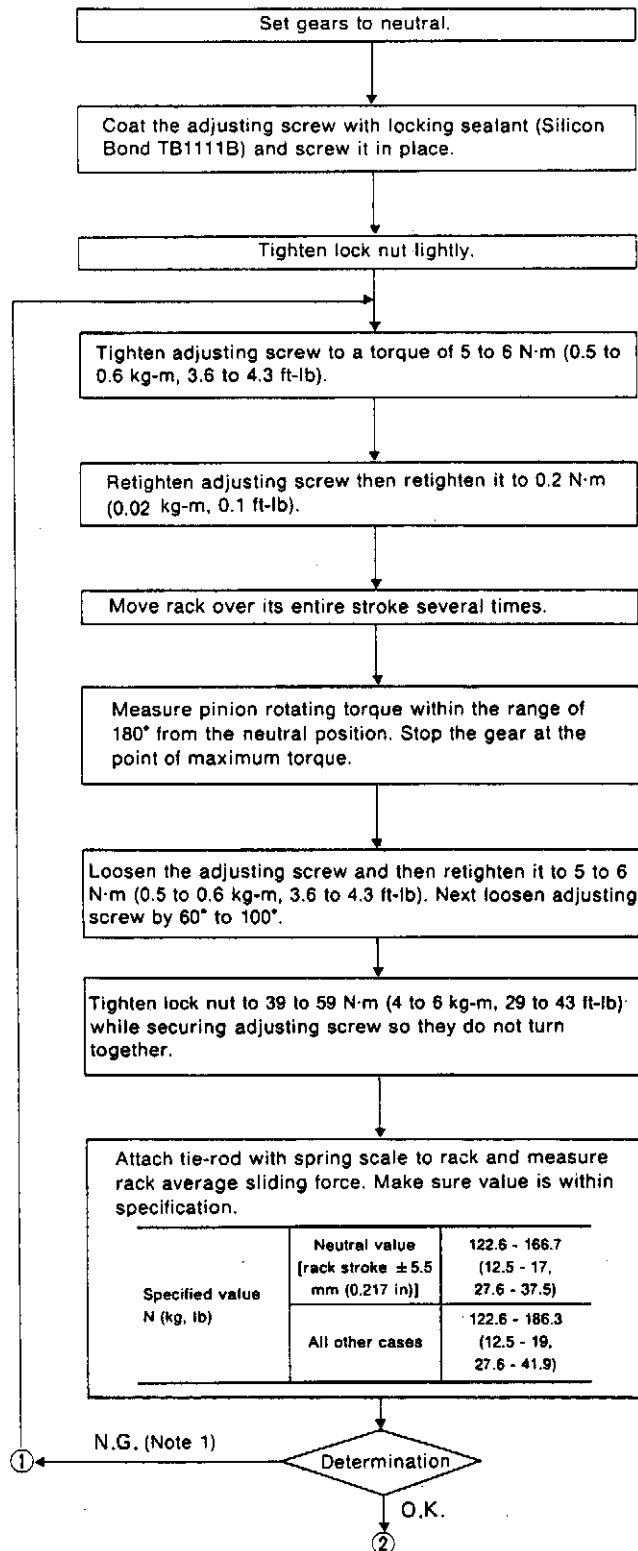 Set gears to neutral.
Coat the adjusting screw with locking sealant (Silicon
Bond TB1111B) and screw it in place.
Tighten lock nut lightly.
Tighten adjusting screw to a torque of 5 to 6 N·m (0.5 to
0.6 kg-m, 3.6 to 4.3 ft-lb).
Retighten adjusting screw then retighten it to 0.2 N·m
(0.02 kg-m, 0.1 ft-lb).
Move rack over its entire stroke several times.
Measure pinion rotating torque within the range of
180° from the neutral position. Stop the gear at the
point of maximum torque.
Loosen the adjusting screw and then retighten it to 5 to 6
N·m (0.5 to 0.6 kg-m, 3.6 to 4.3 ft-lb). Next loosen adjusting
screw by 60° to 100°.
Tighten lock nut to 39 to 59 N·m (4 to 6 kg-m, 29 to 43 ft-lb)
while securing adjusting screw so they do not turn
together.
Attach tie-rod with spring scale to rack and measure
rack average sliding force. Make sure value is within
specification.
Specified value
N (kg, lb)
Neutral value
[rack stroke ±5.5
mm (0.217 in)]
122.6 - 166.7
(12.5 - 17,
27.6 - 37.5)
All other cases
122.6 - 186.3
(12.5 - 19,
27.6 - 41.9)
N.G. (Note 1)
①
Determination
O.K.
②